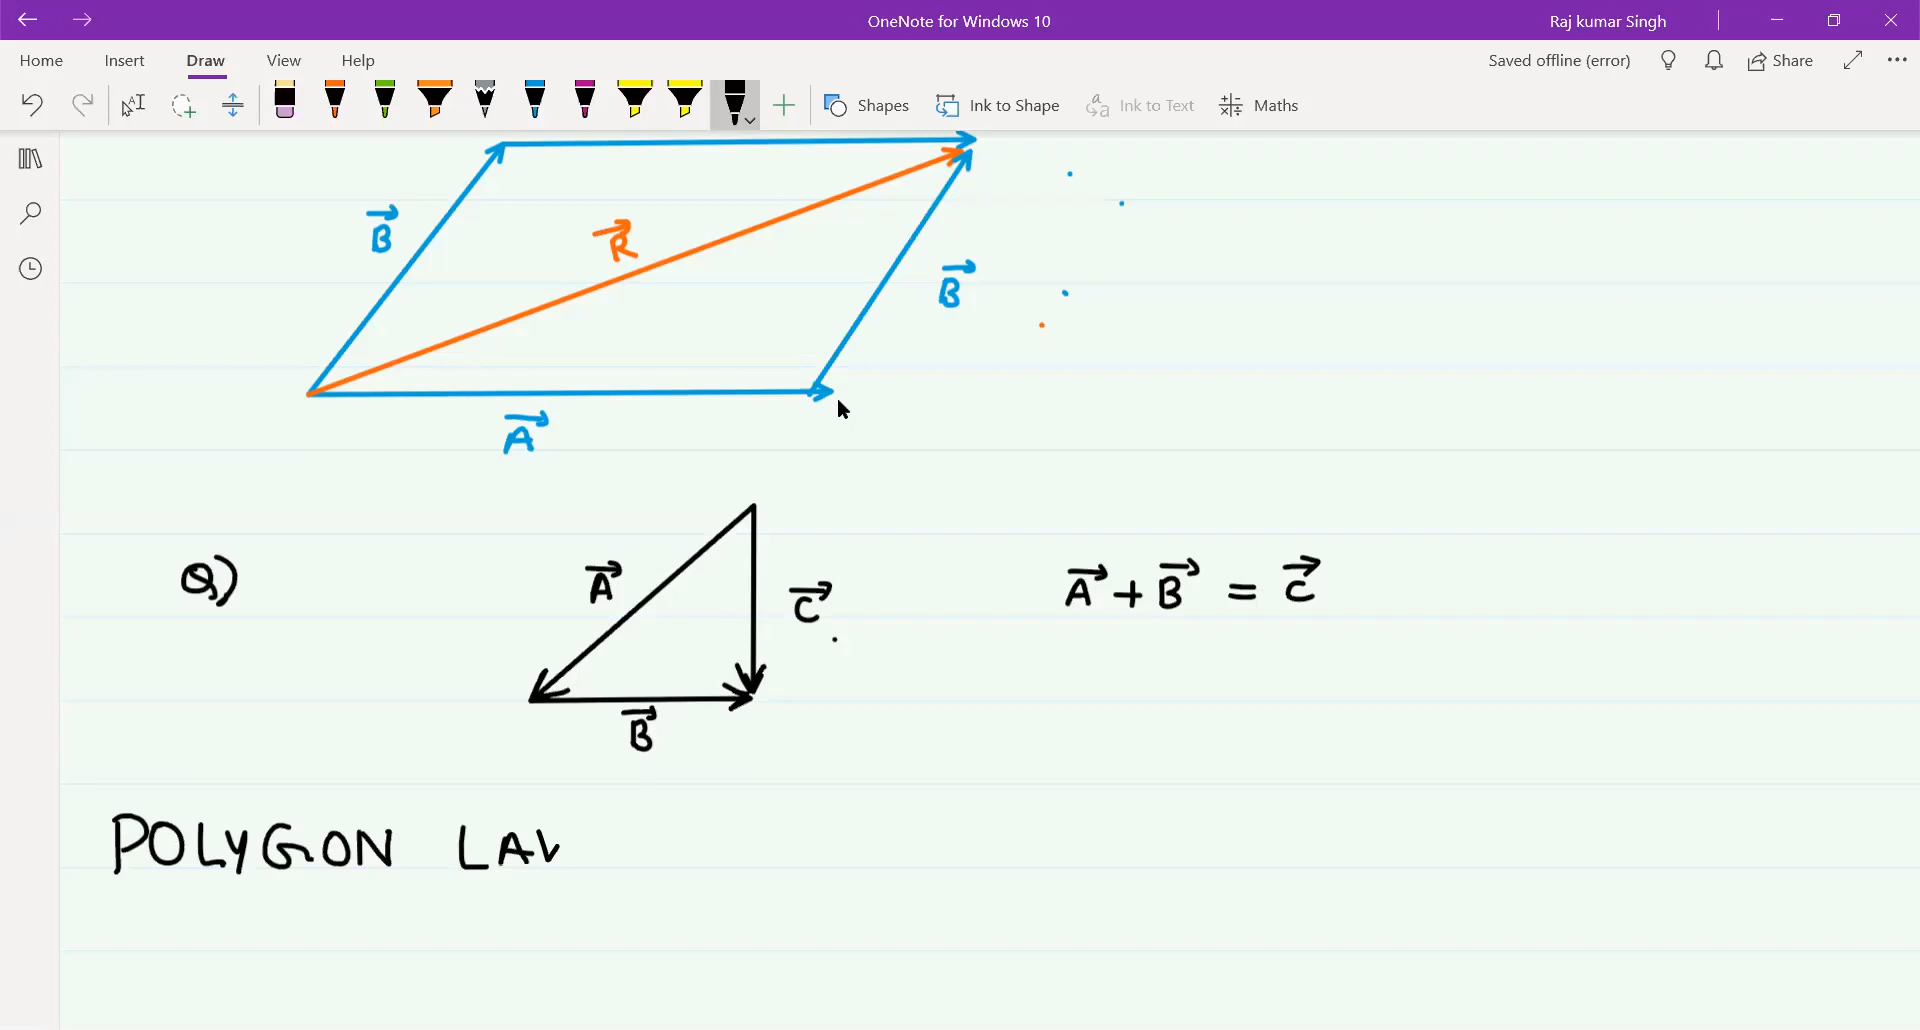 OneNote for Windows 10
Raj kumar Singh
Home Insert Draw View Help
Saved offline (error) Share
Shapes Ink to Shape Ink to Text Maths
B⃗
R⃗
B⃗
A⃗
Q)
A⃗
C⃗
A⃗ + B⃗ = C⃗
B⃗
POLYGON LAV